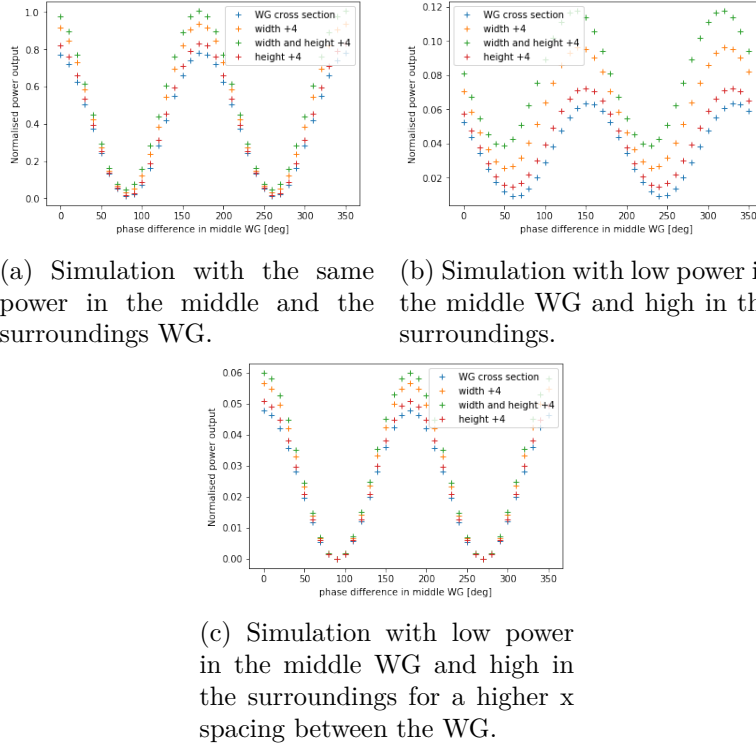 1.0
0.8
0.6
0.4
0.2
0.0
Normalised power output
WG cross section
width +4
width and height +4
height +4
0 50 100 150 200 250 300 350
phase difference in middle WG [deg]
(a) Simulation with the same
power in the middle and the
surroundings WG.
0.12
0.10
0.08
0.06
0.04
0.02
Normalised power output
WG cross section
width +4
width and height +4
height +4
0 50 100 150 200 250 300 350
phase difference in middle WG [deg]
(b) Simulation with low power i
the middle WG and high in th
surroundings.
0.06
0.05
0.04
0.03
0.02
0.01
0.00
Normalised power output
WG cross section
width +4
width and height +4
height +4
0 50 100 150 200 250 300 350
phase difference in middle WG [deg]
(c) Simulation with low power
in the middle WG and high in
the surroundings for a higher x
spacing between the WG.